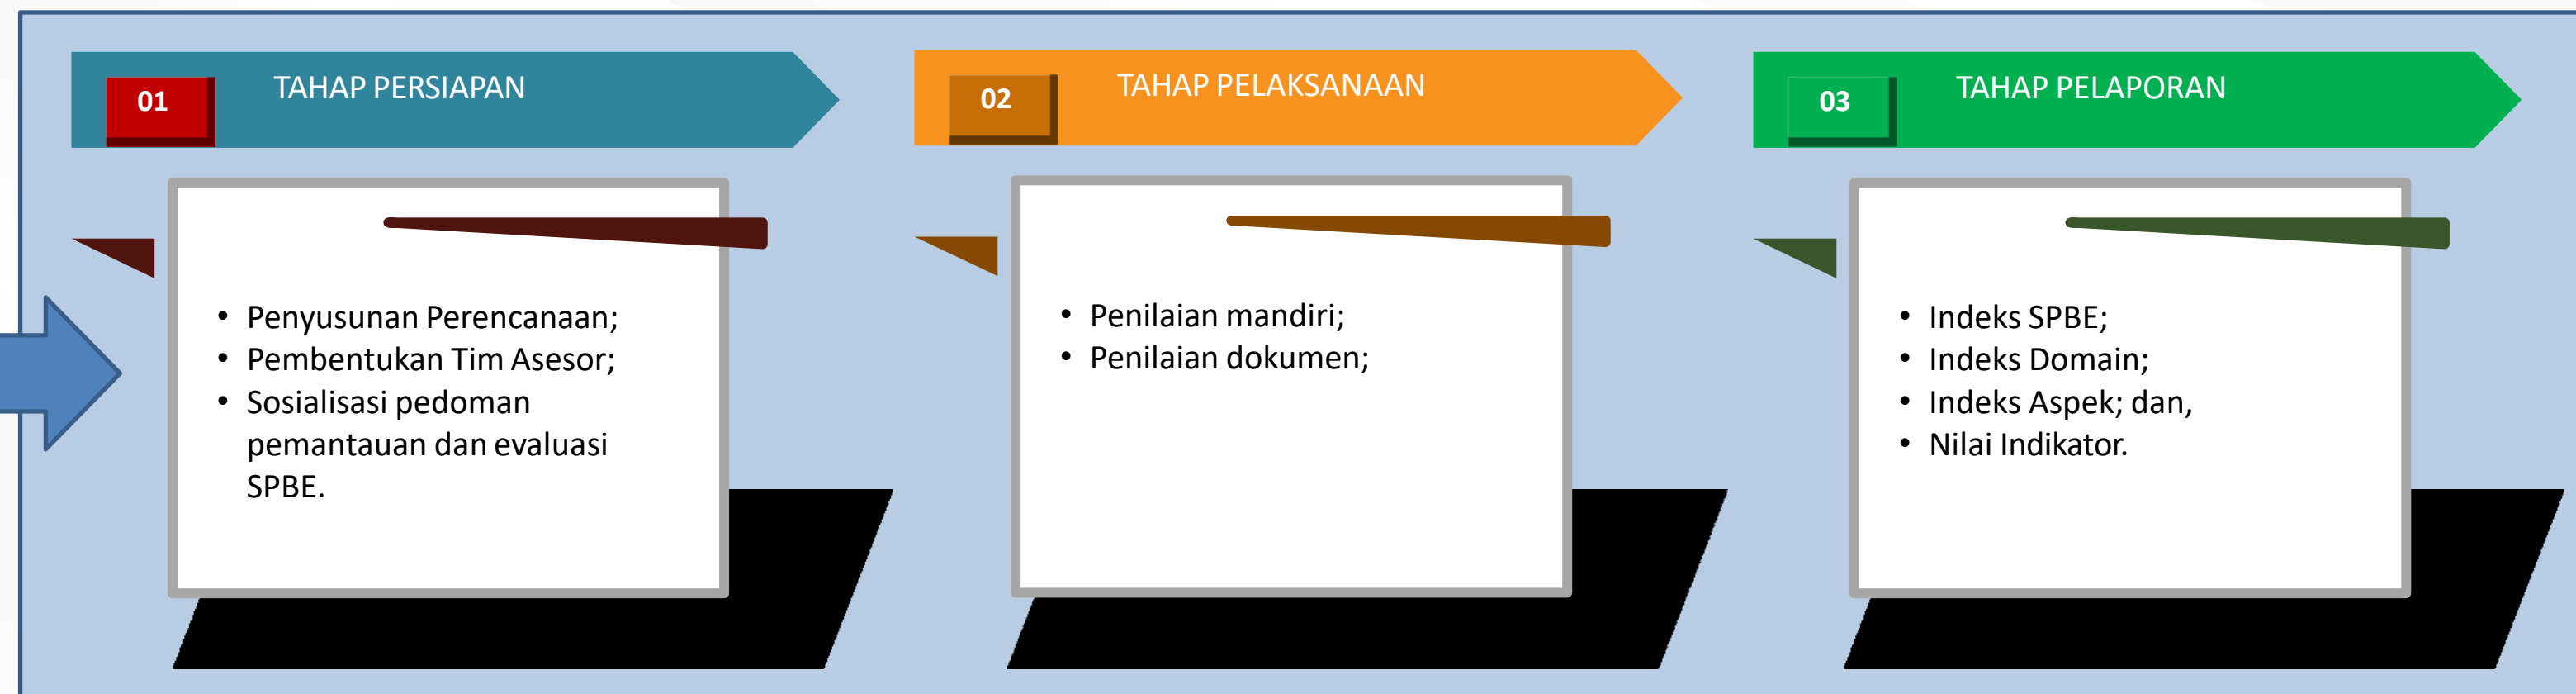 01
TAHAP PERSIAPAN
• Penyusunan Perencanaan;
• Pembentukan Tim Asesor;
• Sosialisasi pedoman
pemantauan dan evaluasi
SPBE.
02
TAHAP PELAKSANAAN
• Penilaian mandiri;
• Penilaian dokumen;
03
TAHAP PELAPORAN
• Indeks SPBE;
• Indeks Domain;
• Indeks Aspek; dan,
• Nilai Indikator.